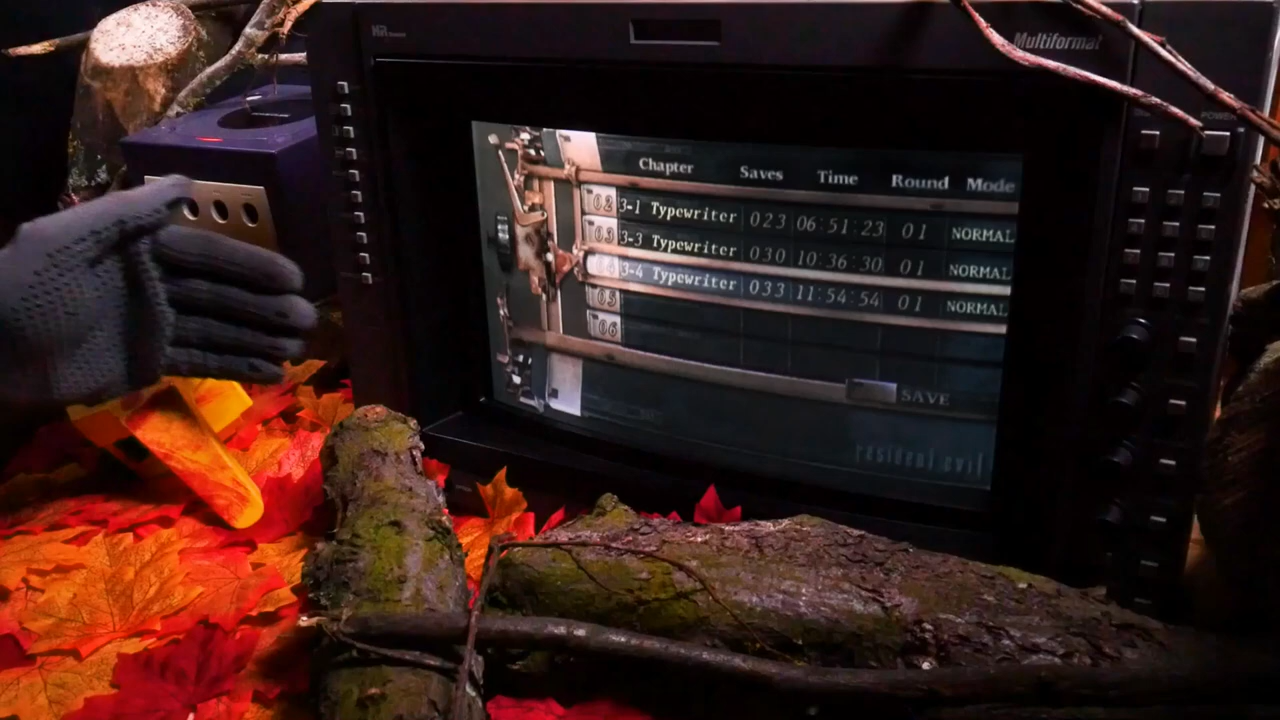 HR
Multiformat
POWER
Chapter Saves Time Round Mode
02 3-1 Typewriter 023 06:51:23 01 NORMAL
03 3-3 Typewriter 030 10:36:30 01 NORMAL
3-4 Typewriter 033 11:54:54 01 NORMAL
05
06
SAVE
resident evil